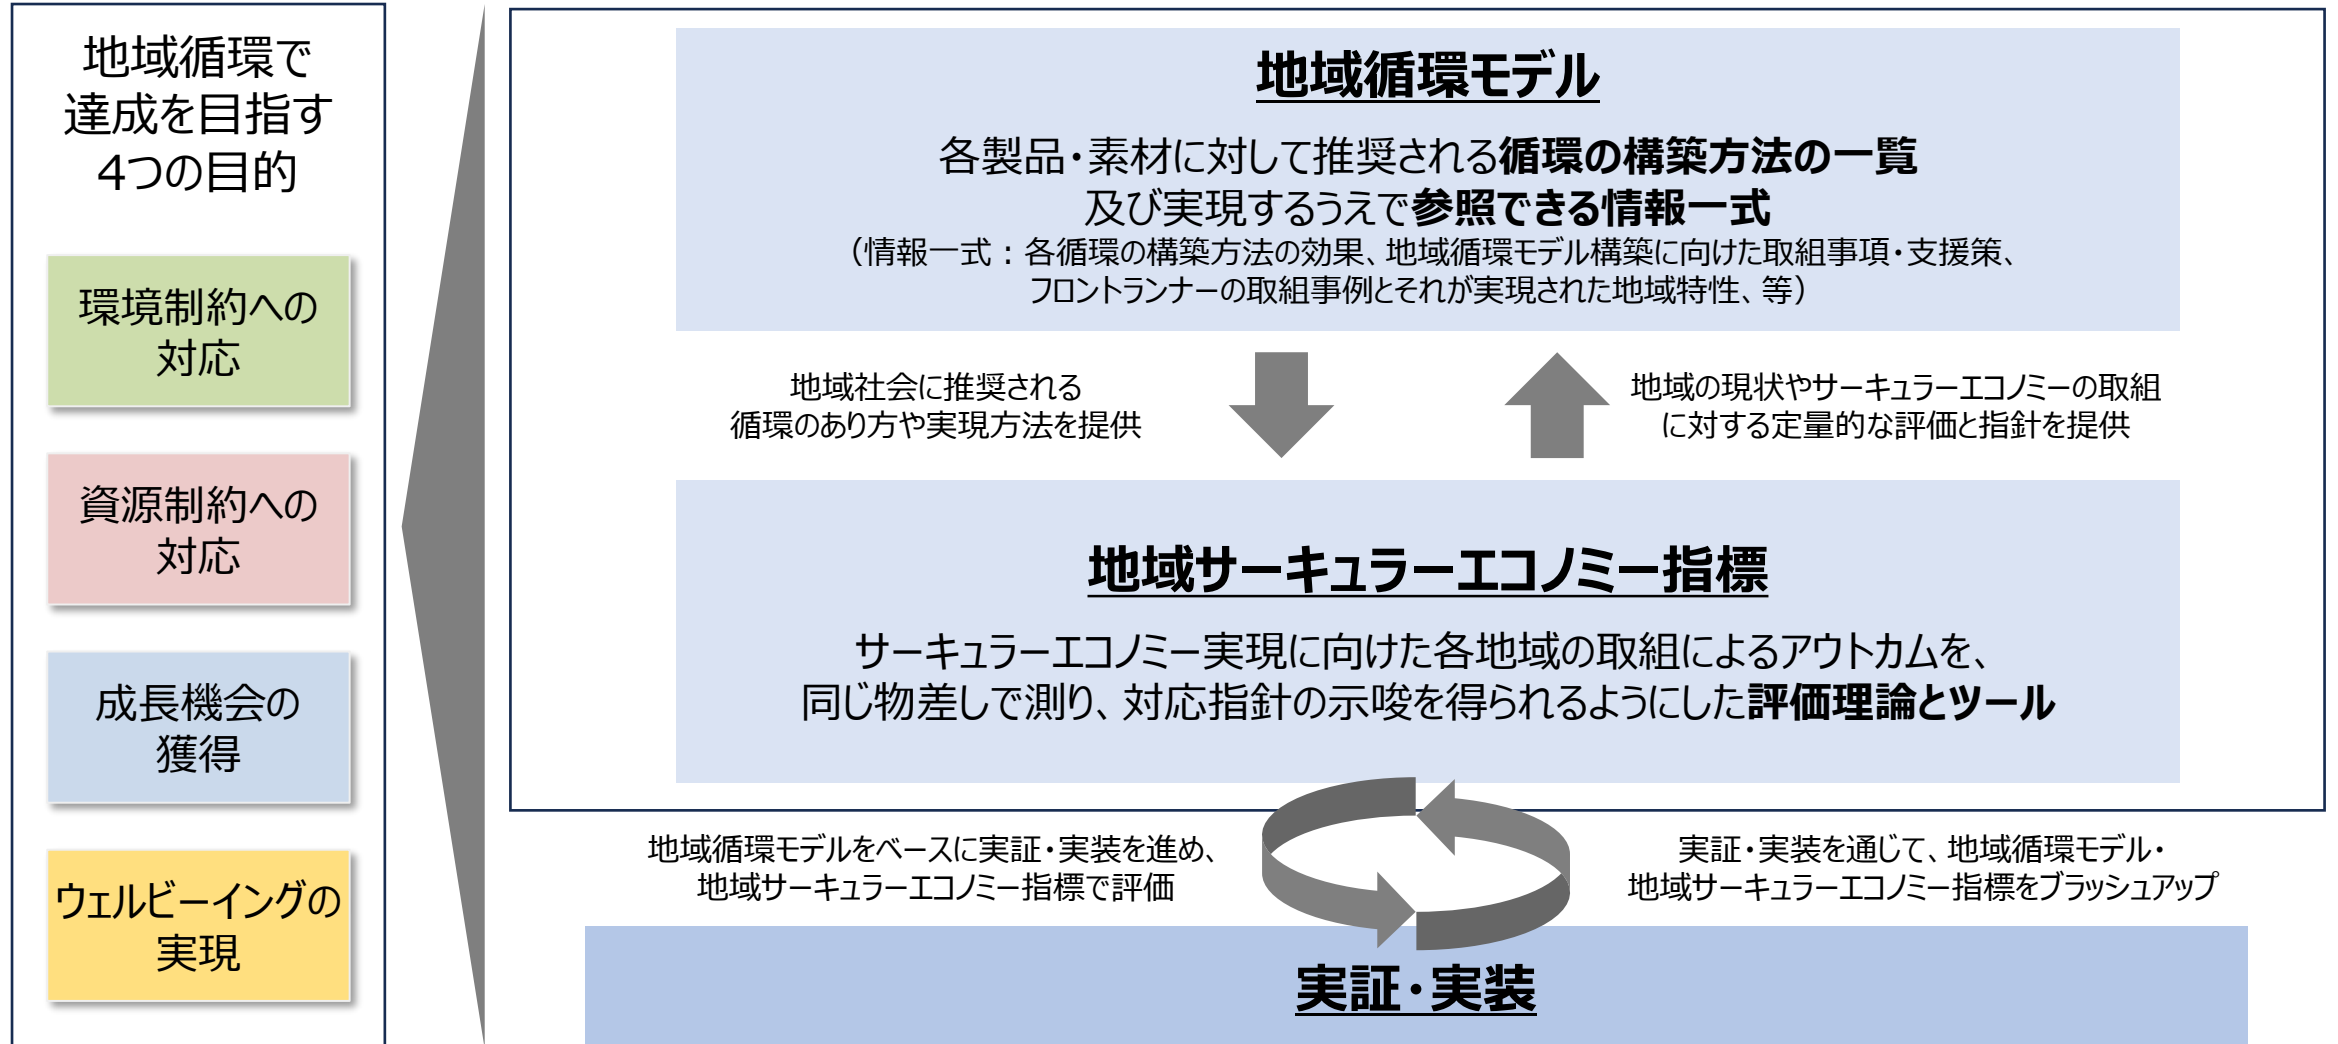 地域循環で
達成を目指す
4つの目的
環境制約への
対応
資源制約への
対応
成長機会の
獲得
ウェルビーイングの
実現
地域循環モデル
各製品・素材に対して推奨される循環の構築方法の一覧
及び実現するうえで参照できる情報一式
（情報一式：各循環の構築方法の効果、地域循環モデル構築に向けた取組事項・支援策、
フロントランナーの取組事例とそれが実現された地域特性、等）
地域社会に推奨される
循環のあり方や実現方法を提供
地域の現状やサーキュラーエコノミーの取組
に対する定量的な評価と指針を提供
地域サーキュラーエコノミー指標
サーキュラーエコノミー実現に向けた各地域の取組によるアウトカムを、
同じ物差しで測り、対応指針の示唆を得られるようにした評価理論とツール
地域循環モデルをベースに実証・実装を進め、
地域サーキュラーエコノミー指標で評価
実証・実装を通じて、地域循環モデル・
地域サーキュラーエコノミー指標をブラッシュアップ
実証・実装